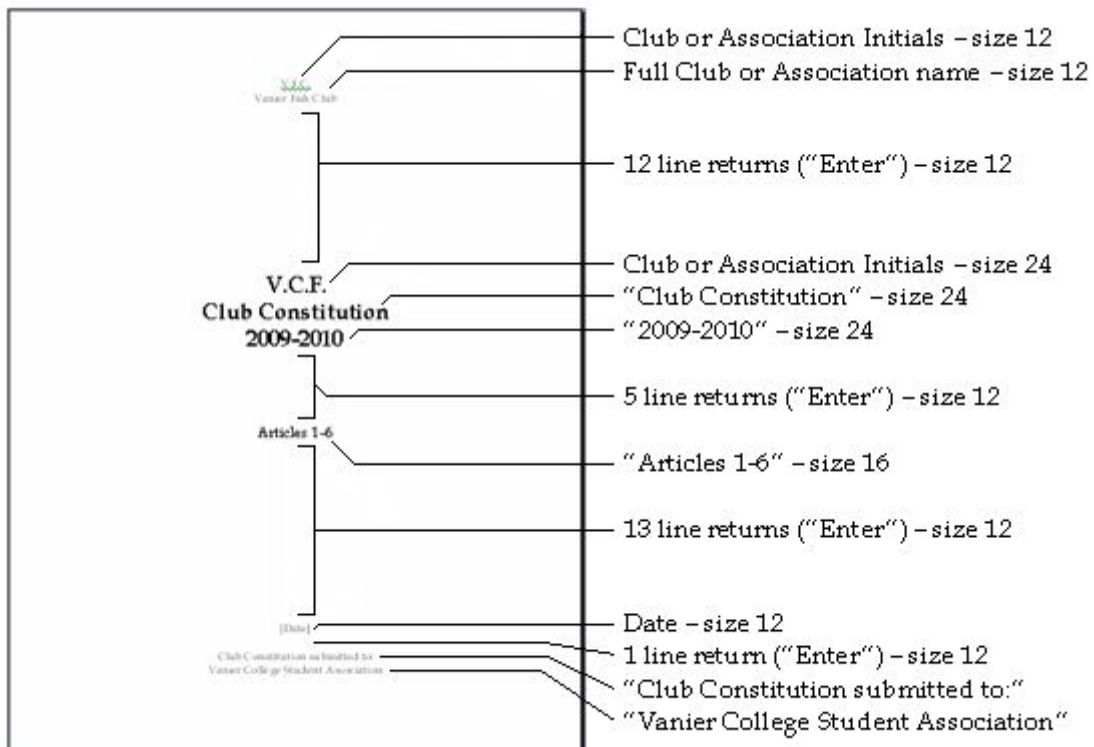 Vanier Club
V.C.F.
Club Constitution
2009-2010
Articles 1-6
[Date]
Club Constitution submitted to:
Vanier College Student Association
Club or Association Initials – size 12
Full Club or Association name – size 12
12 line returns ("Enter") – size 12
Club or Association Initials – size 24
"Club Constitution" – size 24
"2009-2010" – size 24
5 line returns ("Enter") – size 12
"Articles 1-6" – size 16
13 line returns ("Enter") – size 12
Date – size 12
1 line return ("Enter") – size 12
"Club Constitution submitted to:"
"Vanier College Student Association"